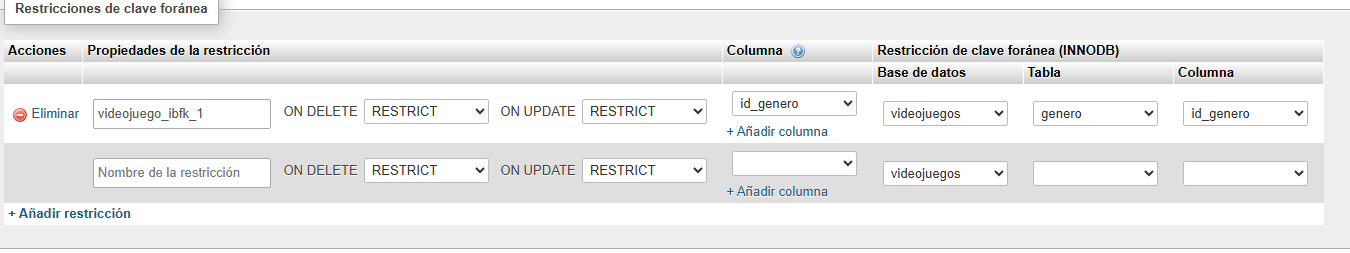 Restricciones de clave foránea
Acciones Propiedades de la restricción Columna Restricción de clave foránea (INNODB)
Base de datos Tabla Columna
Eliminar videojuego_ibfk_1 ON DELETE RESTRICT ON UPDATE RESTRICT id_genero videojuegos genero id_genero
+ Añadir columna
Nombre de la restricción ON DELETE RESTRICT ON UPDATE RESTRICT videojuegos
+ Añadir columna
+ Añadir restricción